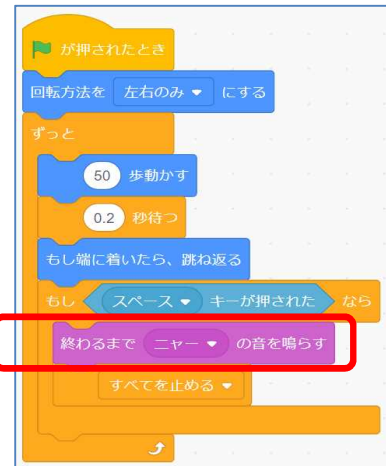 が押されたとき
回転方法を 左右のみ にする
ずっと
50 歩動かす
0.2 秒待つ
もし端に着いたら、跳ね返る
もし スペース キーが押された なら
終わるまで ニャー の音を鳴らす
すべてを止める